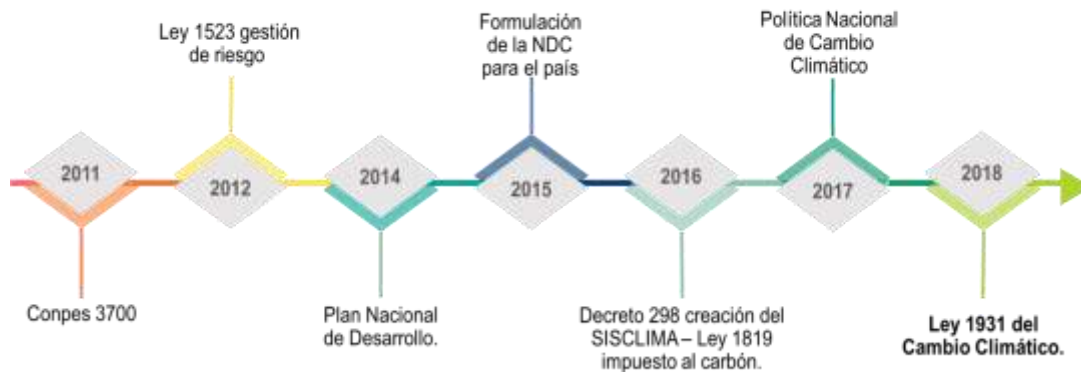 Ley 1523 gestión
de riesgo
Formulación
de la NDC
para el país
Política Nacional
de Cambio
Climático
2011
2012
2014
2015
2016
2017
2018
Conpes 3700
Plan Nacional
de Desarrollo.
Decreto 298 creación del
SISCLIMA – Ley 1819
impuesto al carbón.
Ley 1931 del
Cambio Climático.